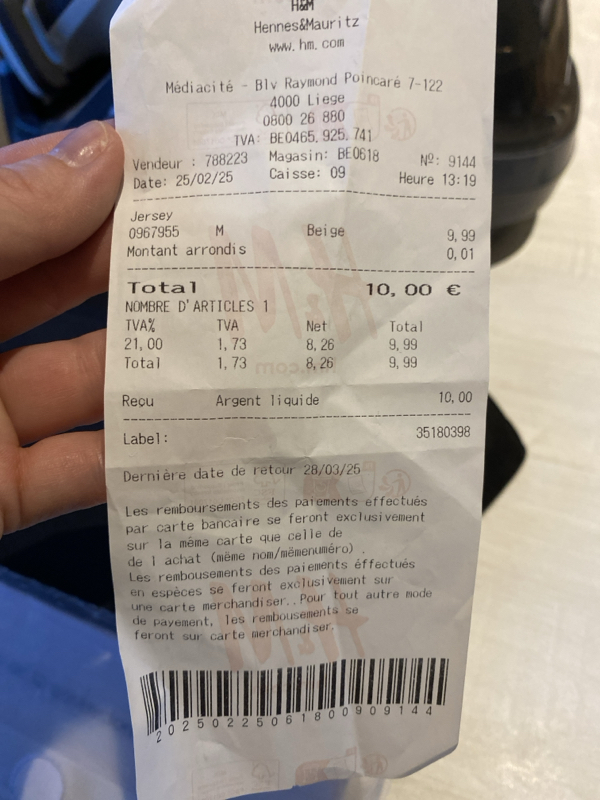 H&M
Hennes&Mauritz
www.hm.com
Médiacité - Blv Raymond Poincaré 7-122
4000 Liege
0800 26 880
TVA: BE0465.925.741
Vendeur : 788223 Magasin: BE0618 Nº: 9144
Date: 25/02/25 Caisse: 09 Heure 13:19
Jersey
0967955 M Beige 9,99
Montant arrondis 0,01
Total 10,00 €
NOMBRE D'ARTICLES 1
TVA% TVA Net Total
21,00 1,73 8,26 9,99
Total 1,73 8,26 9,99
Reçu Argent liquide 10,00
Label: 35180398
Dernière date de retour 28/03/25
Les remboursements des paiements effectués
par carte bancaire se feront exclusivement
sur la même carte que celle de
de l achat (même nom/mêmenuméro) .
Les rembousements des paiements éffectués
en espèces se feront exclusivement sur
une carte merchandiser..Pour tout autre mode
de payement, les rembousements se
feront sur carte merchandiser.
20250225061800909144